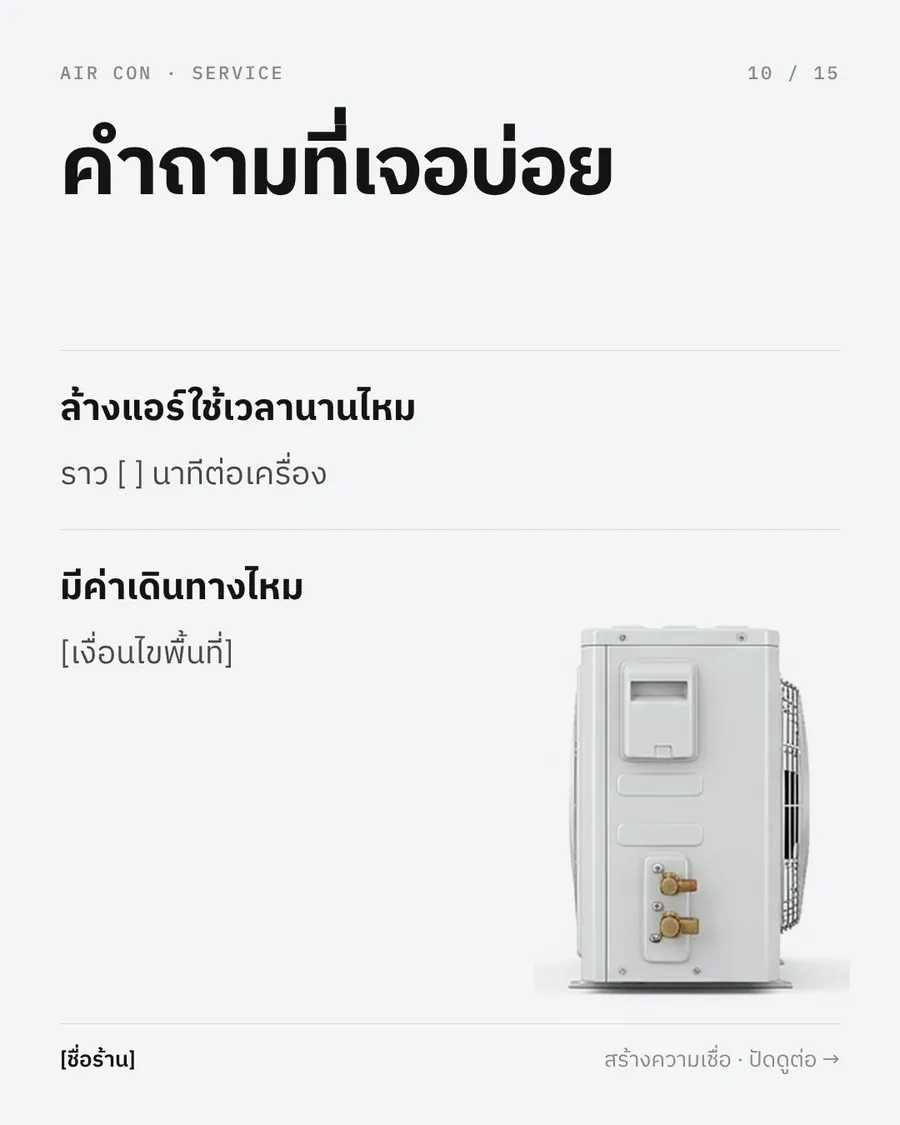 AIR CON · SERVICE
10 / 15
คำถามที่เจอบ่อย
ล้างแอร์ใช้เวลานานไหม
ราว [ ] นาทีต่อเครื่อง
มีค่าเดินทางไหม
[เงื่อนไขพื้นที่]
[ชื่อร้าน]
สร้างความเชื่อ · ปัดดูต่อ →